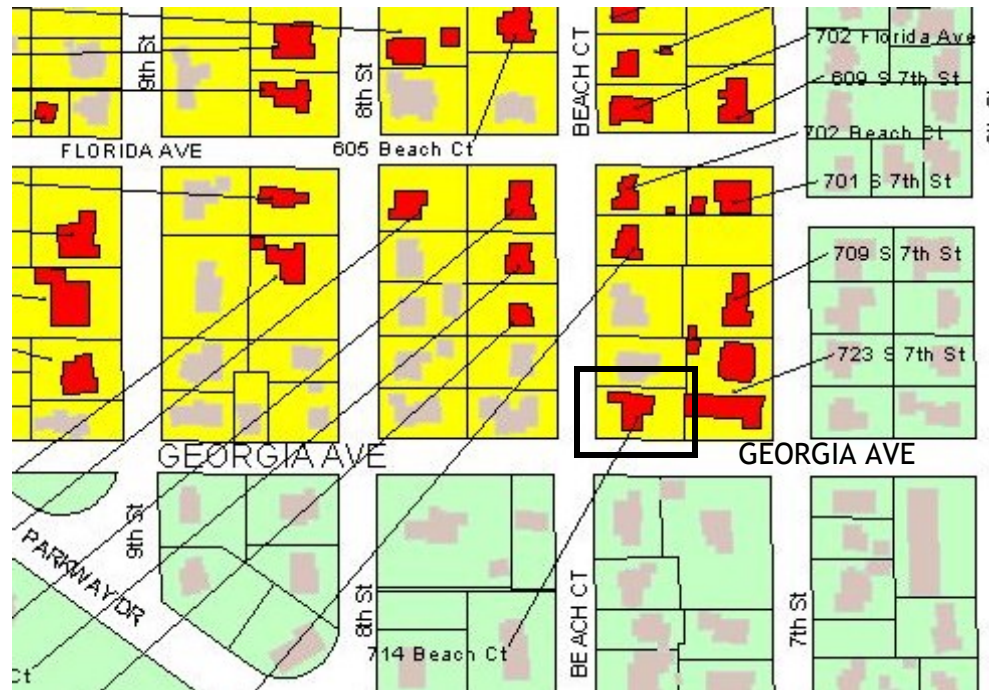 9th St
8th St
BEACH CT
702 Florida Ave
609 S 7th St
702 Beach Ct
FLORIDA AVE
605 Beach Ct
701 S 7th St
709 S 7th St
723 S 7th St
GEORGIA AVE
GEORGIA AVE
9th St
PARKWAY DR
8th St
BEACH CT
7th St
714 Beach Ct
Ct